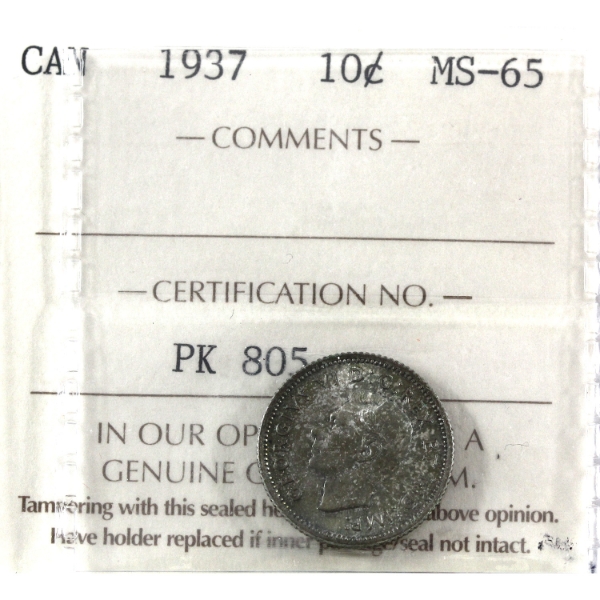 CAN 1937 10¢ MS-65
— COMMENTS —
— CERTIFICATION NO. —
PK 805
IN OUR OP A
GENUINE M.
Tampering with this sealed above opinion.
Have holder replaced if inner seal not intact.